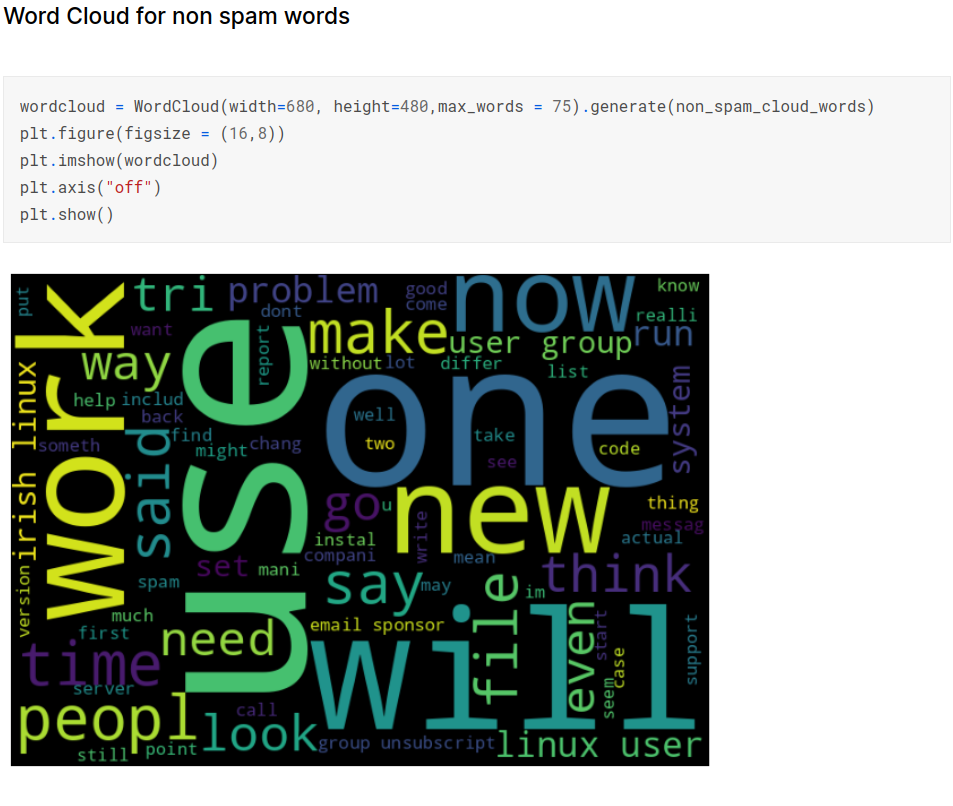 Word Cloud for non spam words
wordcloud = WordCloud(width=680, height=480,max_words = 75).generate(non_spam_cloud_words)
plt.figure(figsize = (16,8))
plt.imshow(wordcloud)
plt.axis("off")
plt.show()
put
work
tri
problem
good
come
now
know
want
dont
realli
run
make
user group
way
report
without
lot
differ
list
use
one
system
help
includ
back
irish linux
someth
said
find
might
chang
well
two
take
see
code
go
u
new
thing
messag
actual
write
instal
compani
mean
set
mani
think
spam
say
may
im
version
much
first
need
email sponsor
file
even
start
support
time
server
will
seem
case
peopl
call
look
group unsubscript
linux user
still
point